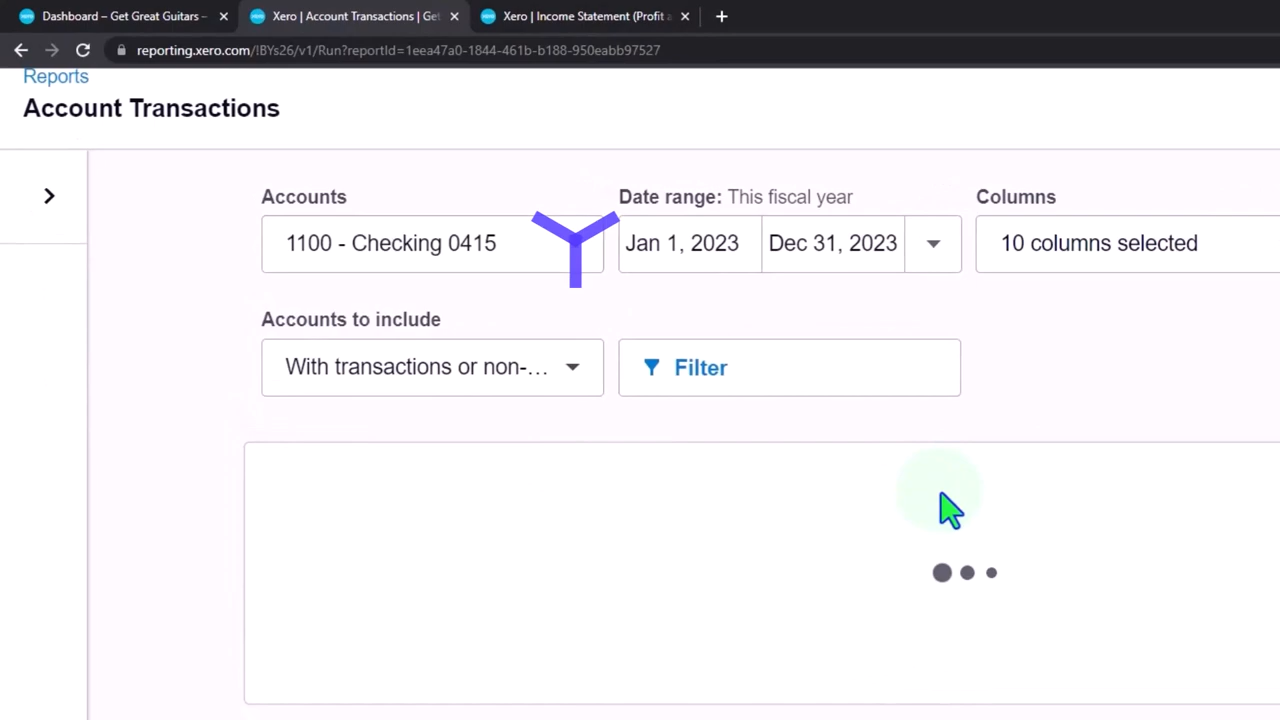 Dashboard – Get Great Guitars –
Xero | Account Transactions | Get
Xero | Income Statement (Profit a
reporting.xero.com/!BYs26/v1/Run?reportId=1eea47a0-1844-461b-b188-950eabb97527
Reports
Account Transactions
Accounts
Date range: This fiscal year
Columns
1100 - Checking 0415
Jan 1, 2023
Dec 31, 2023
10 columns selected
Accounts to include
With transactions or non-...
Filter